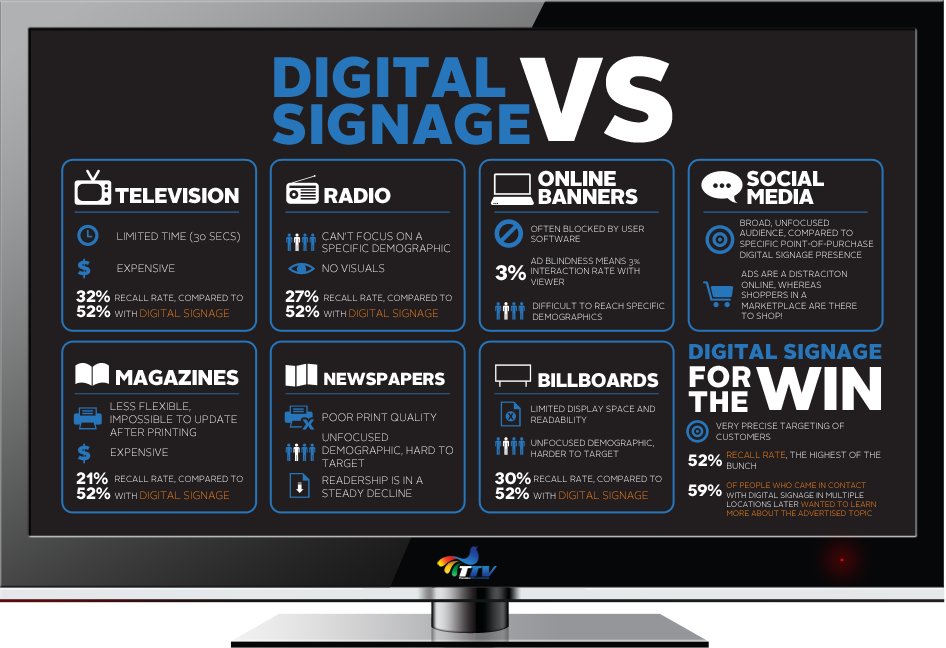 DIGITAL
SIGNAGE
VS
TELEVISION
LIMITED TIME (30 SECS)
$ EXPENSIVE
32% RECALL RATE, COMPARED TO
52% WITH DIGITAL SIGNAGE
RADIO
CAN'T FOCUS ON A
SPECIFIC DEMOGRAPHIC
NO VISUALS
27% RECALL RATE, COMPARED TO
52% WITH DIGITAL SIGNAGE
ONLINE
BANNERS
OFTEN BLOCKED BY USER
SOFTWARE
3%
AD BLINDNESS MEANS 3%
INTERACTION RATE WITH
VIEWER
DIFFICULT TO REACH SPECIFIC
DEMOGRAPHICS
SOCIAL
MEDIA
BROAD, UNFOCUSED
AUDIENCE, COMPARED TO
SPECIFIC POINT-OF-PURCHASE
DIGITAL SIGNAGE PRESENCE
ADS ARE A DISTRACITON
ONLINE, WHEREAS
SHOPPERS IN A
MARKETPLACE ARE THERE
TO SHOP!
MAGAZINES
LESS FLEXIBLE,
IMPOSSIBLE TO UPDATE
AFTER PRINTING
$ EXPENSIVE
21% RECALL RATE, COMPARED TO
52% WITH DIGITAL SIGNAGE
NEWSPAPERS
POOR PRINT QUALITY
UNFOCUSED
DEMOGRAPHIC, HARD TO
TARGET
READERSHIP IS IN A
STEADY DECLINE
BILLBOARDS
LIMITED DISPLAY SPACE AND
READABILITY
UNFOCUSED DEMOGRAPHIC,
HARDER TO TARGET
30% RECALL RATE, COMPARED TO
52% WITH DIGITAL SIGNAGE
DIGITAL SIGNAGE
FOR
THE
WIN
VERY PRECISE TARGETING OF
CUSTOMERS
52% RECALL RATE, THE HIGHEST OF THE
BUNCH
59% OF PEOPLE WHO CAME IN CONTACT
WITH DIGITAL SIGNAGE IN MULTIPLE
LOCATIONS LATER WANTED TO LEARN
MORE ABOUT THE ADVERTISED TOPIC
TTV